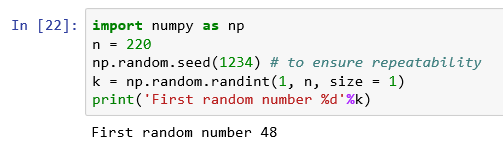 In [22]: import numpy as np
n = 220
np.random.seed(1234) # to ensure repeatability
k = np.random.randint(1, n, size = 1)
print('First random number %d'%k)
First random number 48